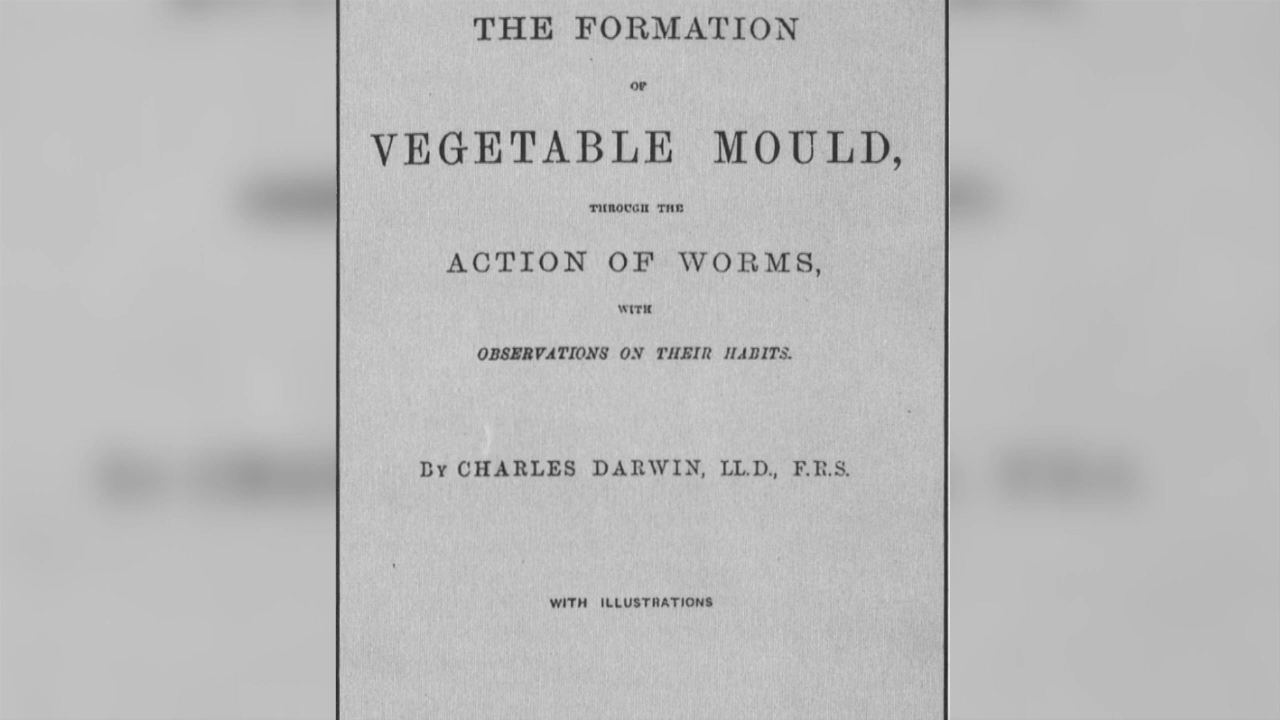 THE FORMATION
OF
VEGETABLE MOULD,
THROUGH THE
ACTION OF WORMS,
WITH
OBSERVATIONS ON THEIR HABITS.
BY CHARLES DARWIN, LL.D., F.R.S.
WITH ILLUSTRATIONS